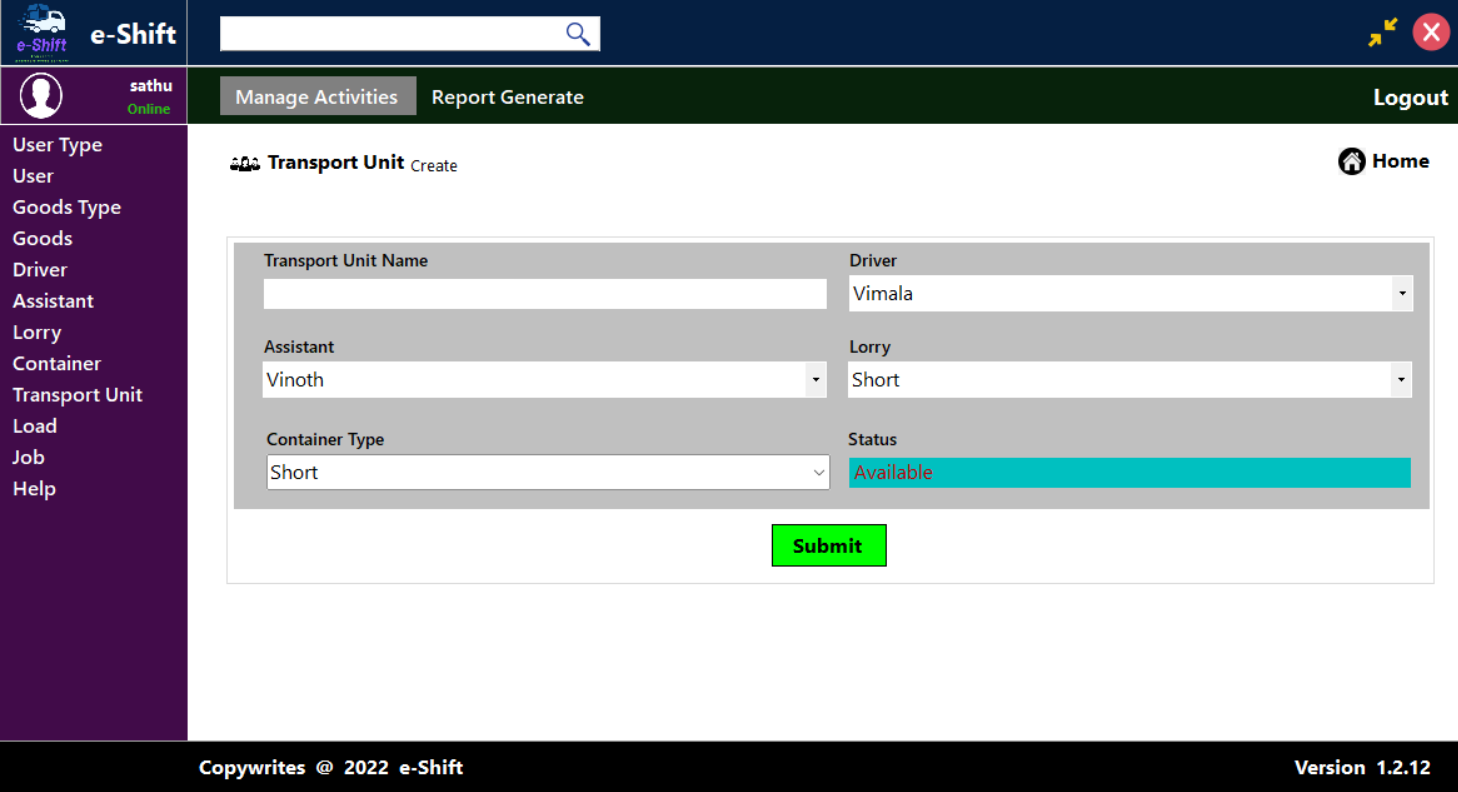 e-Shift
e-Shift
sathu
Online
Manage Activities
Report Generate
Logout
User Type
User
Goods Type
Goods
Driver
Assistant
Lorry
Container
Transport Unit
Load
Job
Help
Transport Unit Create
Home
Transport Unit Name
Driver
Vimala
Assistant
Lorry
Vinoth
Short
Container Type
Status
Short
Available
Submit
Copywrites @ 2022 e-Shift
Version 1.2.12